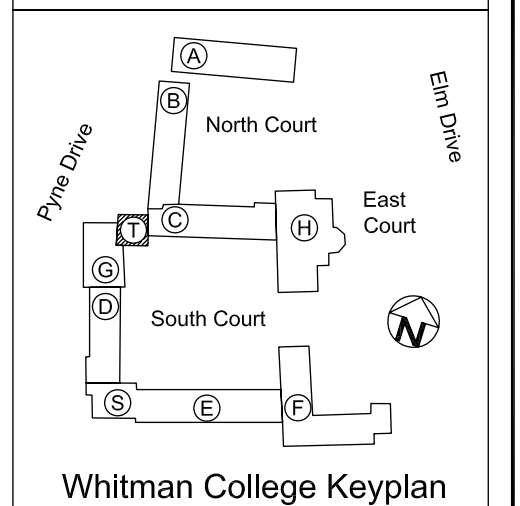 A
B
North Court
Elm Drive
Pyne Drive
C
T
H
East
Court
G
D
South Court
N
S
E
F
Whitman College Keyplan